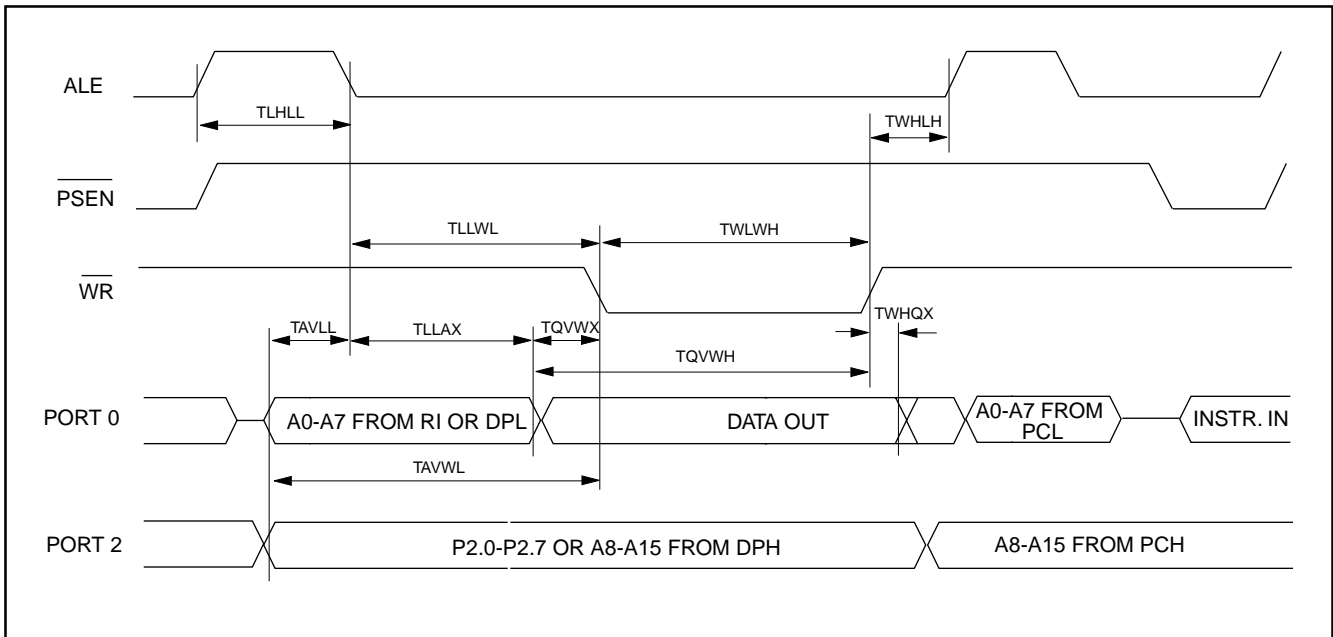 ALE
TLHLL
TWHLH
PSEN
TLLWL
TWLWH
WR
TAVLL
TLLAX
TQVWX
TWHQX
TQVWH
PORT 0
A0-A7 FROM RI OR DPL
DATA OUT
A0-A7 FROM
PCL
INSTR. IN
TAVWL
PORT 2
P2.0-P2.7 OR A8-A15 FROM DPH
A8-A15 FROM PCH